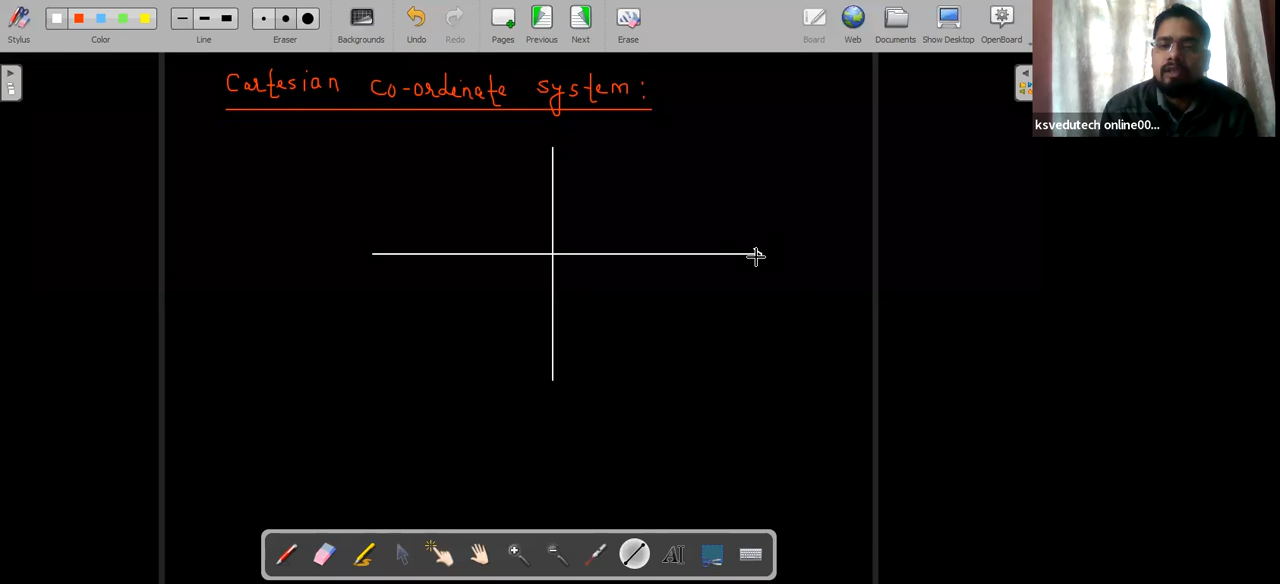 Stylus Color Line Eraser Backgrounds Undo Redo Pages Previous Next Erase Board Web Documents Show Desktop OpenBoard
Cartesian Co-ordinate system:
ksvedutech online00...
AI